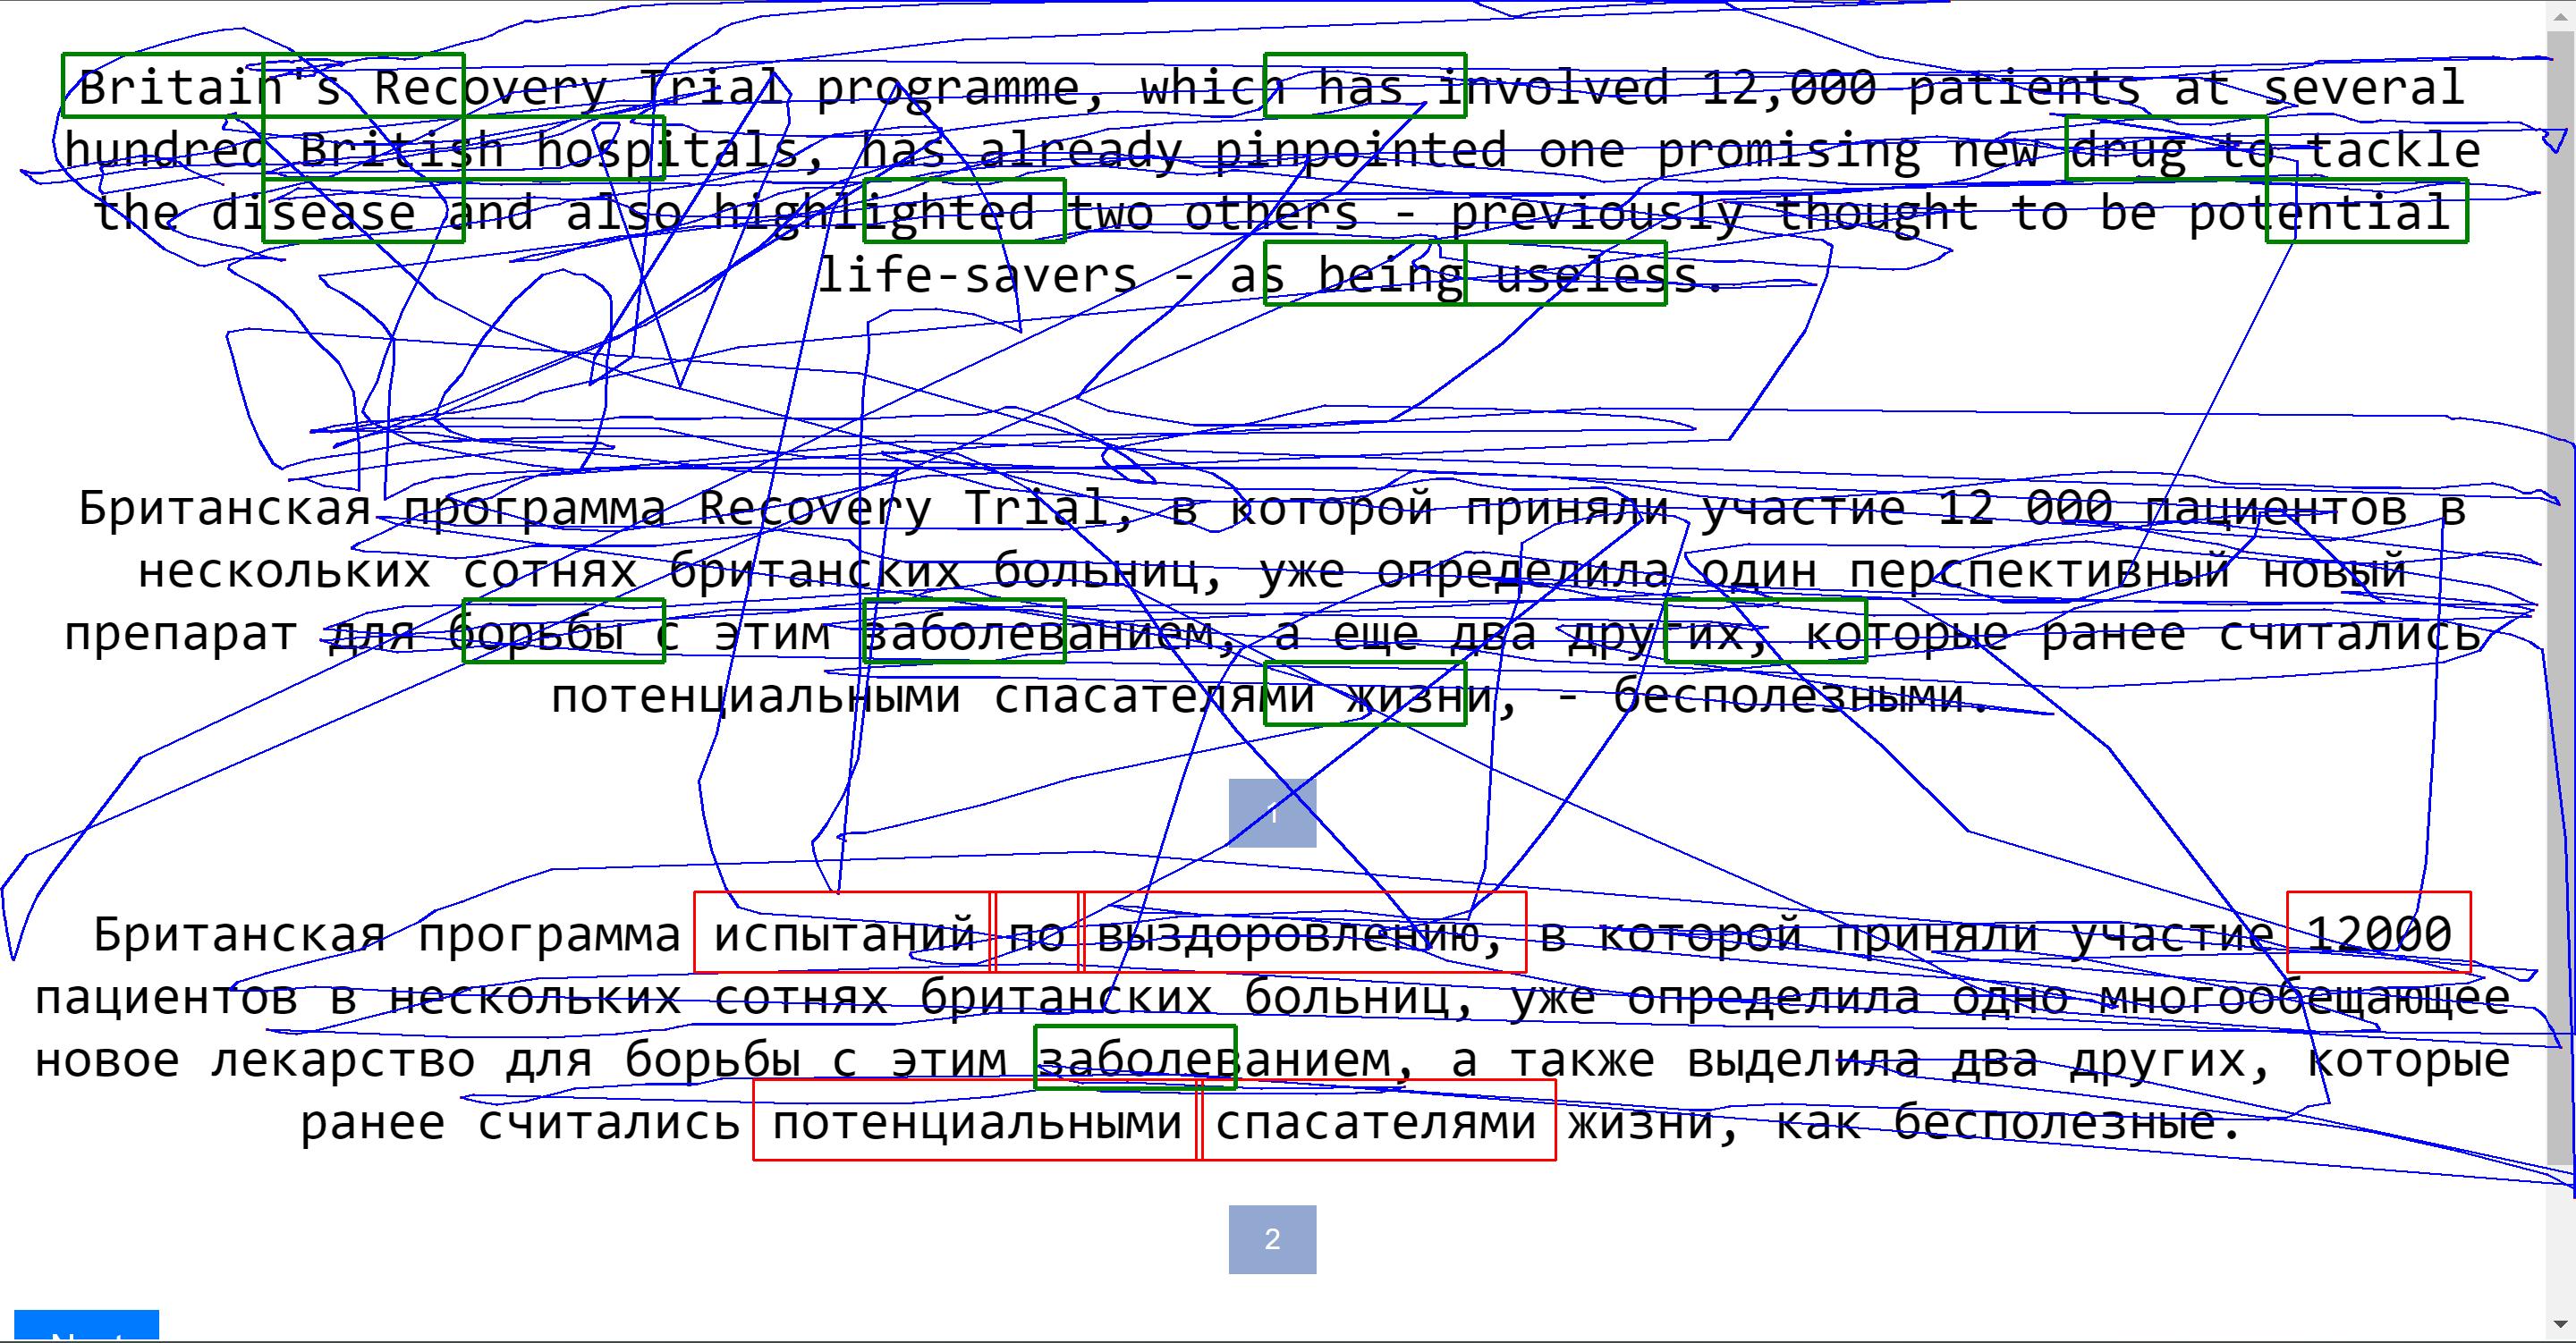 Britain's Recovery Trial programme, which has involved 12,000 patients at several
hundred British hospitals, has already pinpointed one promising new drug to tackle
the disease and also highlighted two others - previously thought to be potential
life-savers - as being useless.
Британская программа Recovery Trial, в которой приняли участие 12 000 пациентов в
нескольких сотнях британских больниц, уже определила один перспективный новый
препарат для борьбы с этим заболеванием, а еще два других, которые ранее считались
потенциальными спасателями жизни, - бесполезными.
1
Британская программа испытаний по выздоровлению, в которой приняли участие 12000
пациентов в нескольких сотнях британских больниц, уже определила одно многообещающее
новое лекарство для борьбы с этим заболеванием, а также выделила два других, которые
ранее считались потенциальными спасателями жизни, как бесполезные.
2